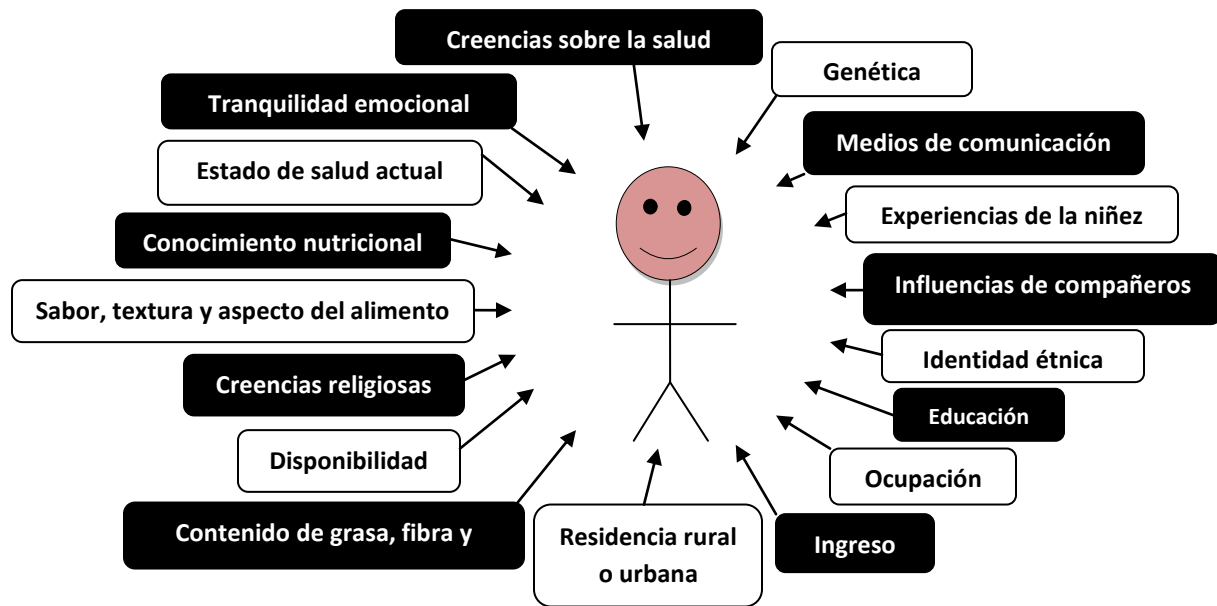 Creencias sobre la salud
Genética
Tranquilidad emocional
Medios de comunicación
Estado de salud actual
Experiencias de la niñez
Conocimiento nutricional
Influencias de compañeros
Sabor, textura y aspecto del alimento
Identidad étnica
Creencias religiosas
Educación
Disponibilidad
Ocupación
Contenido de grasa, fibra y
Residencia rural
o urbana
Ingreso